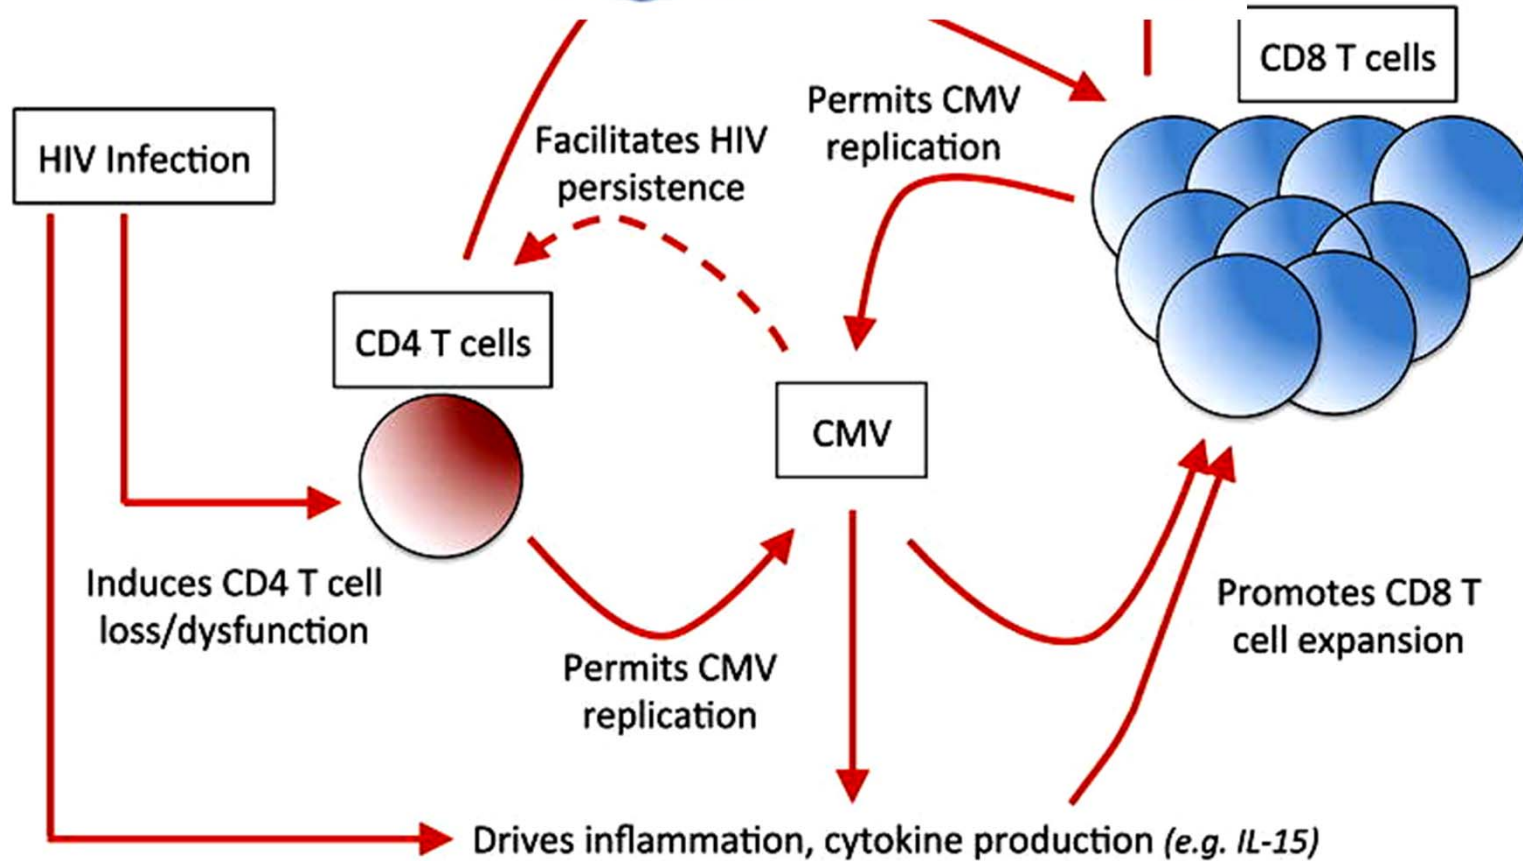 CD8 T cells
Permits CMV
replication
Facilitates HIV
persistence
HIV Infection
CD4 T cells
CMV
Induces CD4 T cell
loss/dysfunction
Permits CMV
replication
Promotes CD8 T
cell expansion
Drives inflammation, cytokine production (e.g. IL-15)